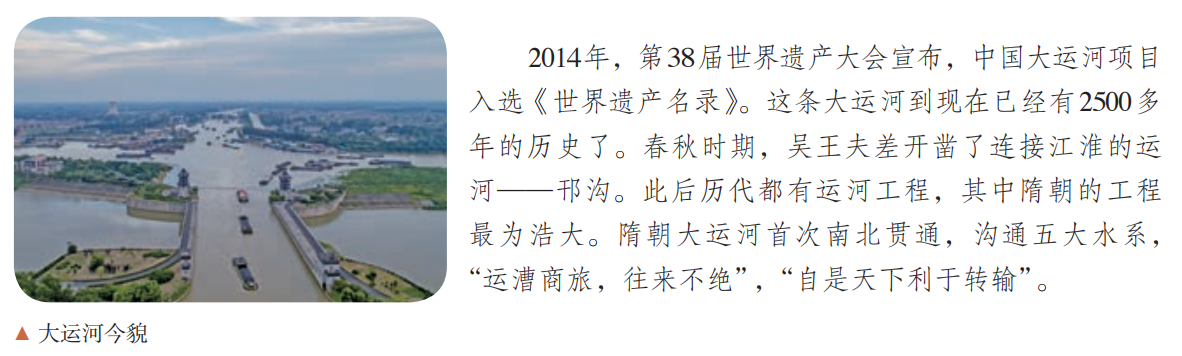 2014年，第38届世界遗产大会宣布，中国大运河项目
入选《世界遗产名录》。这条大运河到现在已经有2500多
年的历史了。春秋时期，吴王夫差开凿了连接江淮的运
河——邗沟。此后历代都有运河工程，其中隋朝的工程
最为浩大。隋朝大运河首次南北贯通，沟通五大水系，
“运漕商旅，往来不绝”，“自是天下利于转输”。
▲ 大运河今貌